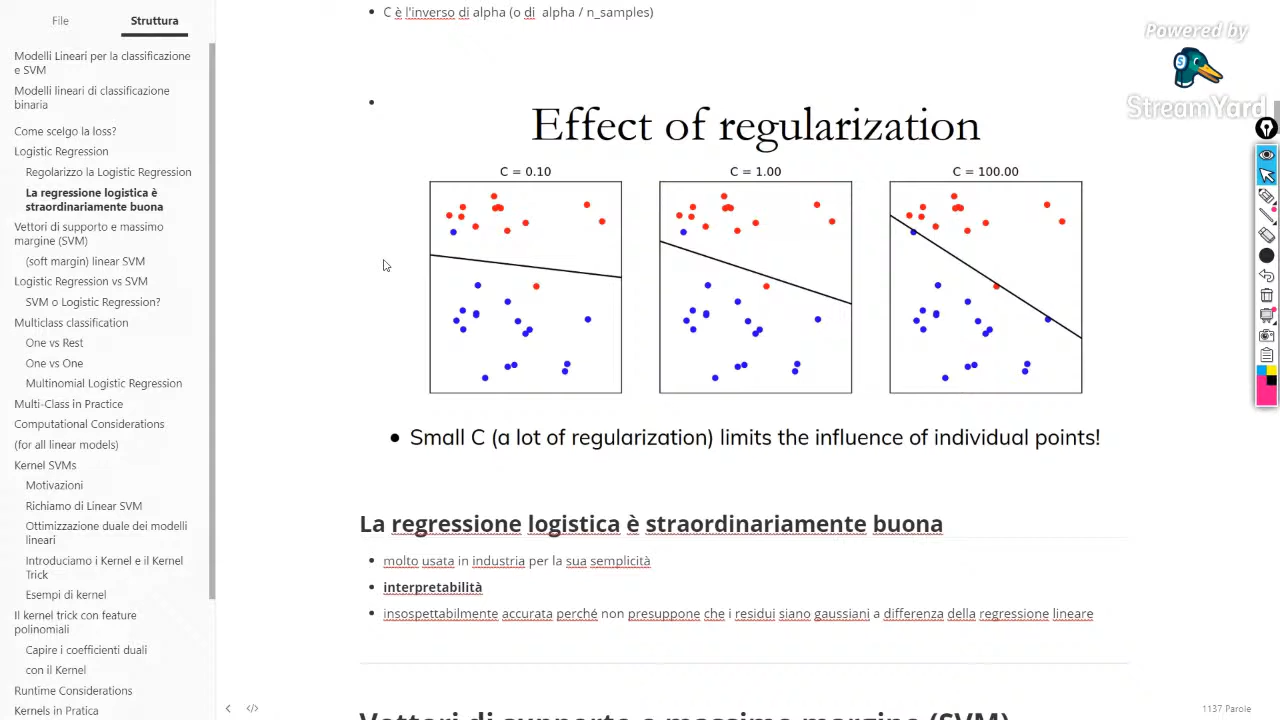 File
Struttura
Modelli Lineari per la classificazione
e SVM
Modelli lineari di classificazione
binaria
Come scelgo la loss?
Logistic Regression
Regolarizzo la Logistic Regression
La regressione logistica è
straordinariamente buona
Vettori di supporto e massimo
margine (SVM)
(soft margin) linear SVM
Logistic Regression vs SVM
SVM o Logistic Regression?
Multiclass classification
One vs Rest
One vs One
Multinomial Logistic Regression
Multi-Class in Practice
Computational Considerations
(for all linear models)
Kernel SVMs
Motivazioni
Richiamo di Linear SVM
Ottimizzazione duale dei modelli
lineari
Introduciamo i Kernel e il Kernel
Trick
Esempi di kernel
Il kernel trick con feature
polinomiali
Capire i coefficienti duali
con il Kernel
Runtime Considerations
Kernels in Pratica
C è l'inverso di alpha (o di alpha / n_samples)
Effect of regularization
C = 0.10
C = 1.00
C = 100.00
Small C (a lot of regularization) limits the influence of individual points!
La regressione logistica è straordinariamente buona
molto usata in industria per la sua semplicità
interpretabilità
insospettabilmente accurata perché non presuppone che i residui siano gaussiani a differenza della regressione lineare
Vettori di supporto e massimo margine (SVM)
Powered by
StreamYard
1137 Parole